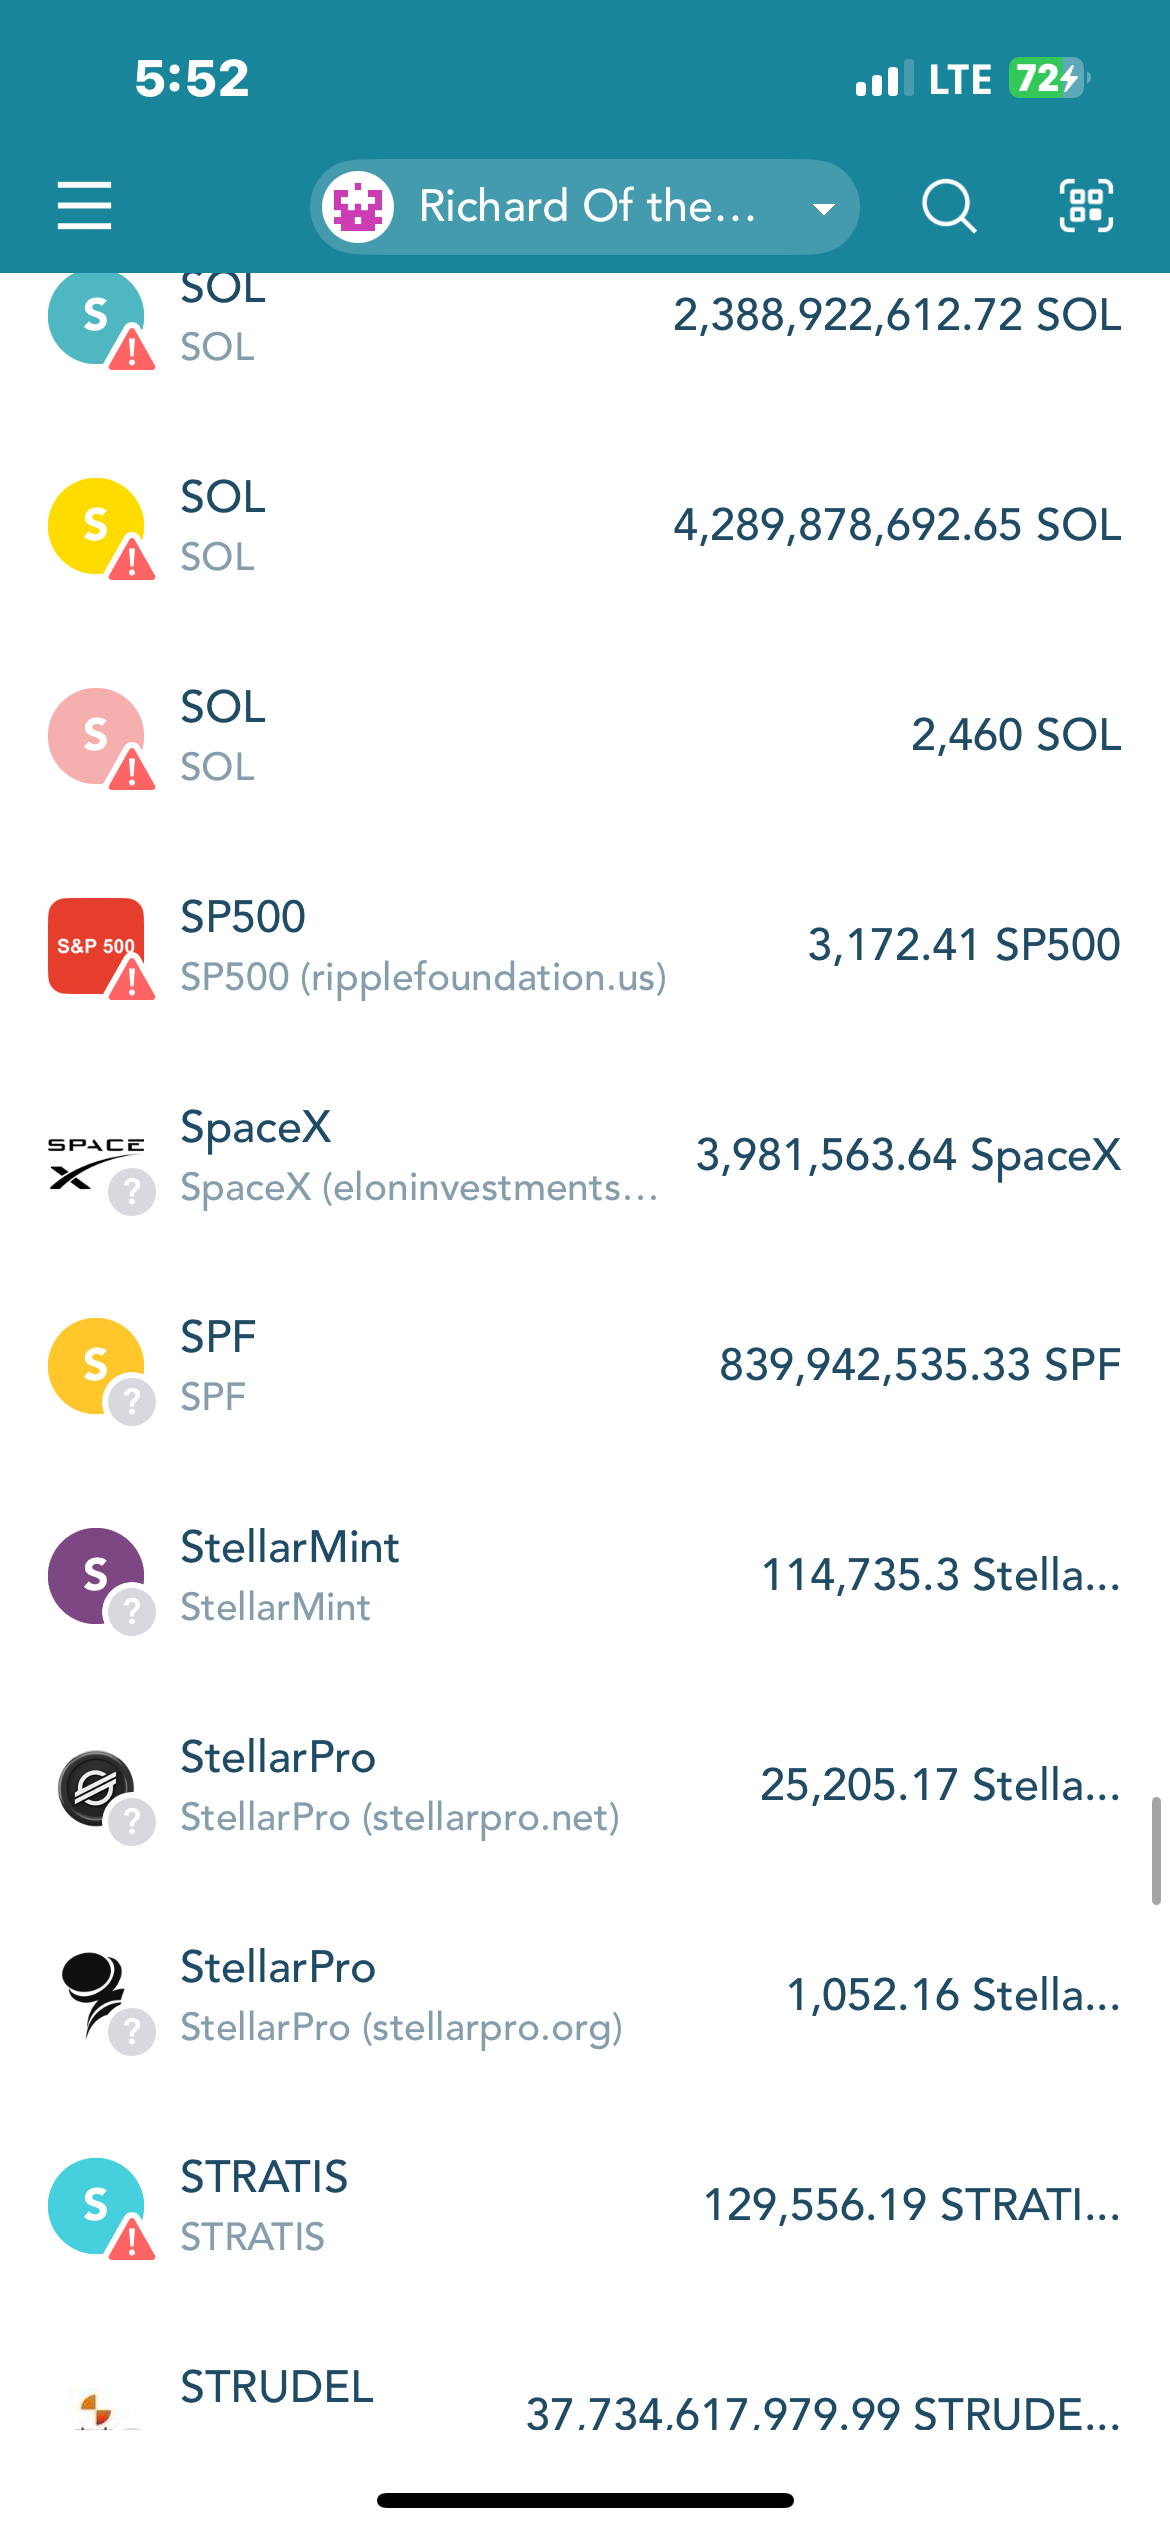 5:52
LTE 72
Richard Of the...
S SOL
2,388,922,612.72 SOL
SOL
S SOL
4,289,878,692.65 SOL
SOL
S SOL
2,460 SOL
SOL
S&P 500
SP500
3,172.41 SP500
SP500 (ripplefoundation.us)
SPACE X
SpaceX
3,981,563.64 SpaceX
SpaceX (eloninvestments...
?
S SPF
839,942,535.33 SPF
SPF
?
S StellarMint
114,735.3 Stella...
StellarMint
?
StellarPro
25,205.17 Stella...
StellarPro (stellarpro.net)
?
StellarPro
1,052.16 Stella...
StellarPro (stellarpro.org)
?
S STRATIS
129,556.19 STRATI...
STRATIS
STRUDEL
37,734,617,979.99 STRUDE...